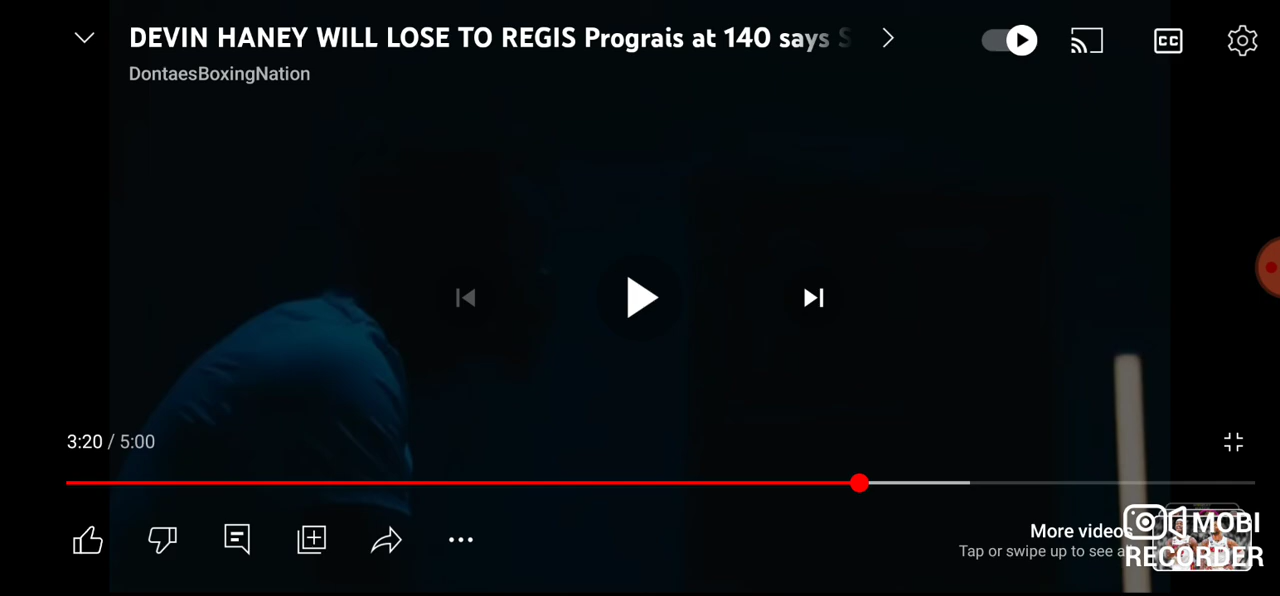 DEVIN HANEY WILL LOSE TO REGIS Prograis at 140 says
DontaesBoxingNation
CC
3:20 / 5:00
More videos
Tap or swipe up to see
MOBI
RECORDER